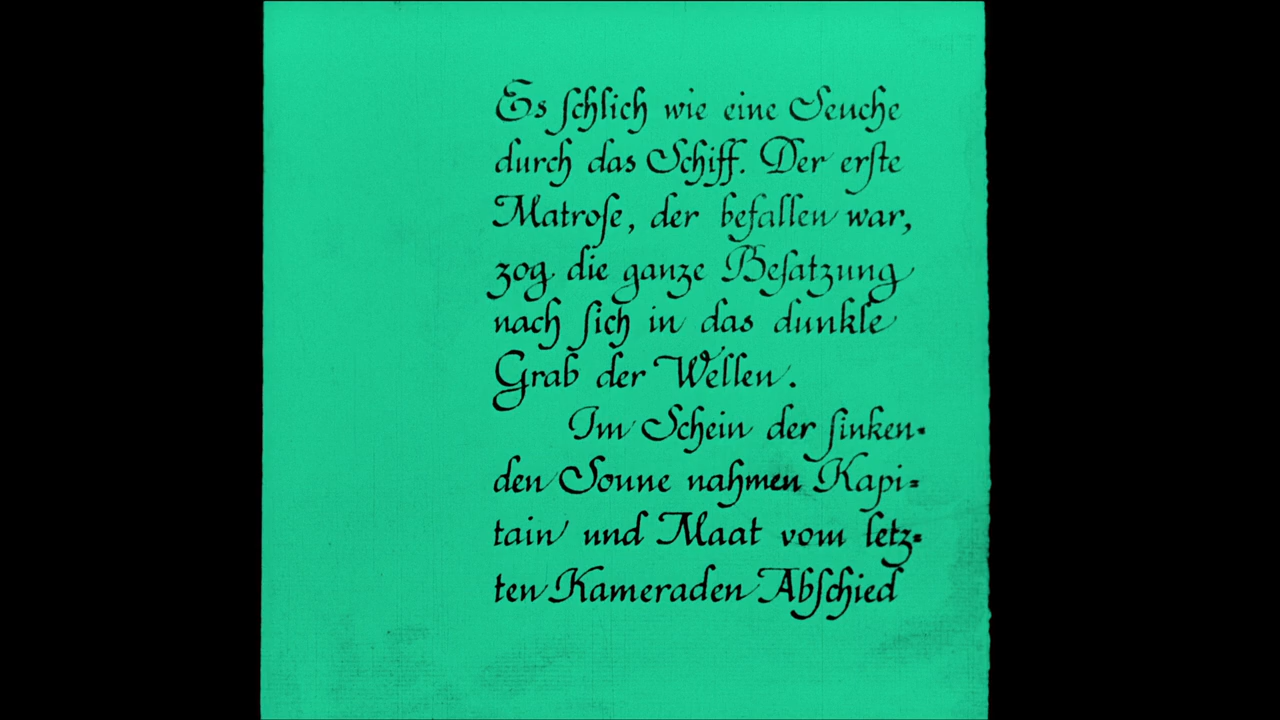 Es ſchlich wie eine Seuche
durch das Schiff. Der erſte
Matroſe, der befallen war,
zog die ganze Beſatzung
nach ſich in das dunkle
Grab der Wellen.
Im Schein der ſinken-
den Sonne nahmen Kapi-
tain und Maat vom letz-
ten Kameraden Abſchied